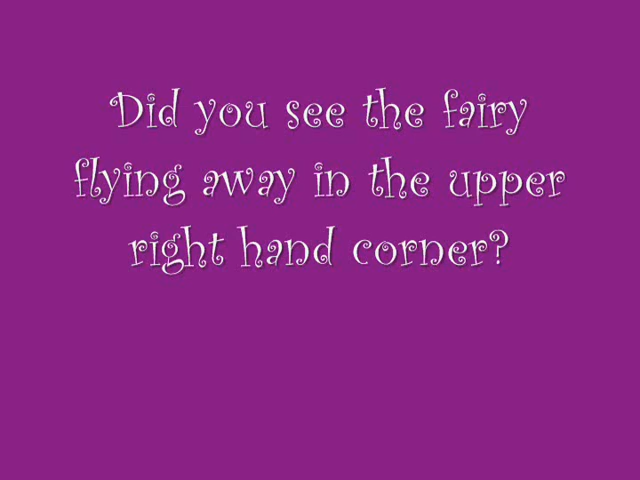 Did you see the fairy
flying away in the upper
right hand corner?